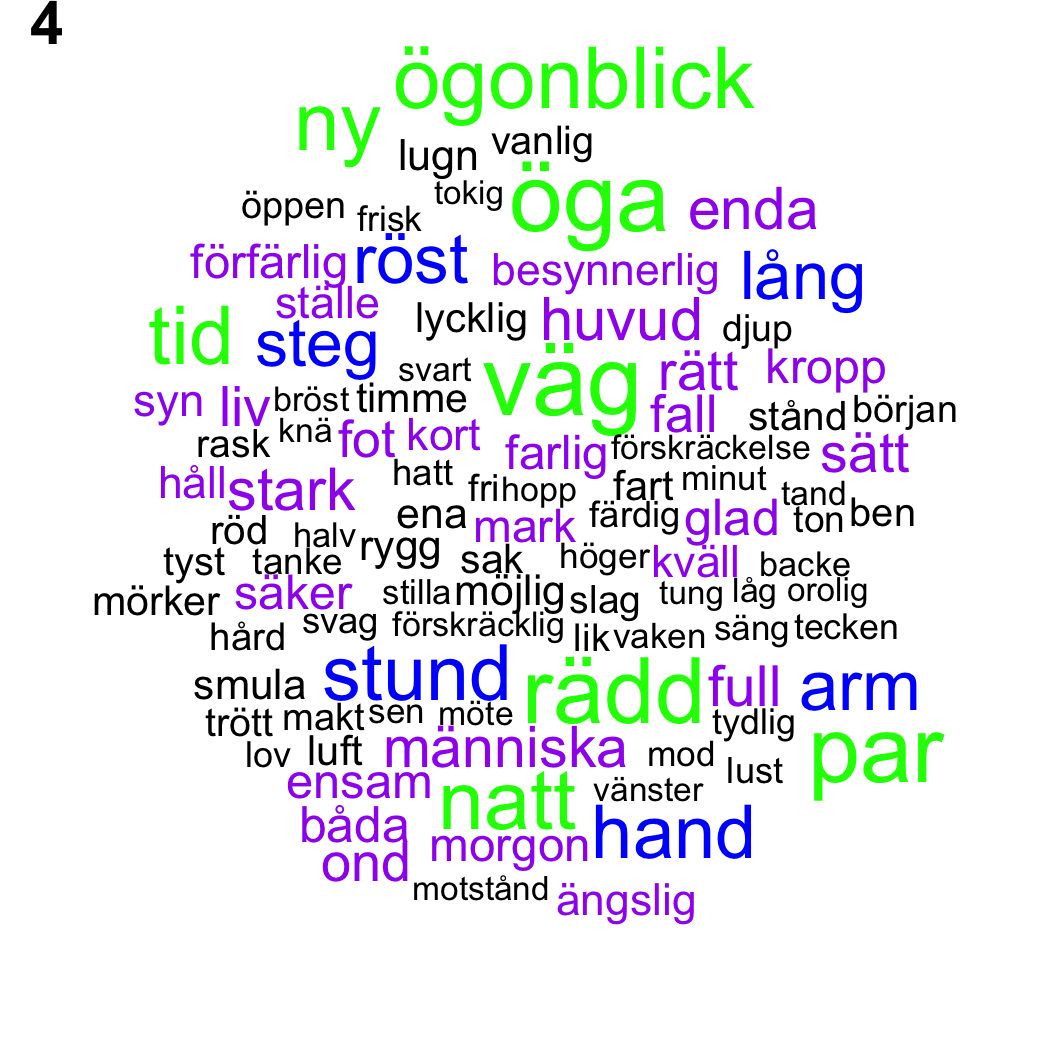 4
ögonblick
ny
lugn vanlig
tokig öga enda
öppen frisk
förfärlig röst besynnerlig lång
ställe lycklig huvud djup
tid steg
svart väg rätt kropp
syn liv bröst timme fall stånd början
rask knä fot kort farlig förskräckelse sätt
håll stark hatt fri hopp fart minut tand
röd halv ena mark färdig glad ton ben
tyst tanke rygg sak höger kväll backe
mörker säker stilla möjlig slag tung låg orolig
hård svag förskräcklig lik vaken säng tecken
smula stund rädd full arm
trött makt sen möte tydlig
lov luft människa mod lust par
ensam natt vänster
båda morgon hand
ond
motstånd ängslig